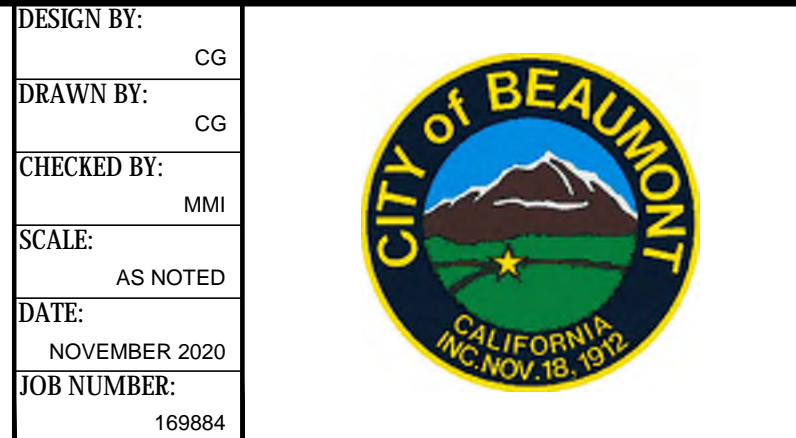 DESIGN BY:
CG
DRAWN BY:
CG
CHECKED BY:
MMI
SCALE:
AS NOTED
DATE:
NOVEMBER 2020
JOB NUMBER:
169884
CITY of BEAUMONT
CALIFORNIA
INC. NOV. 18, 1912